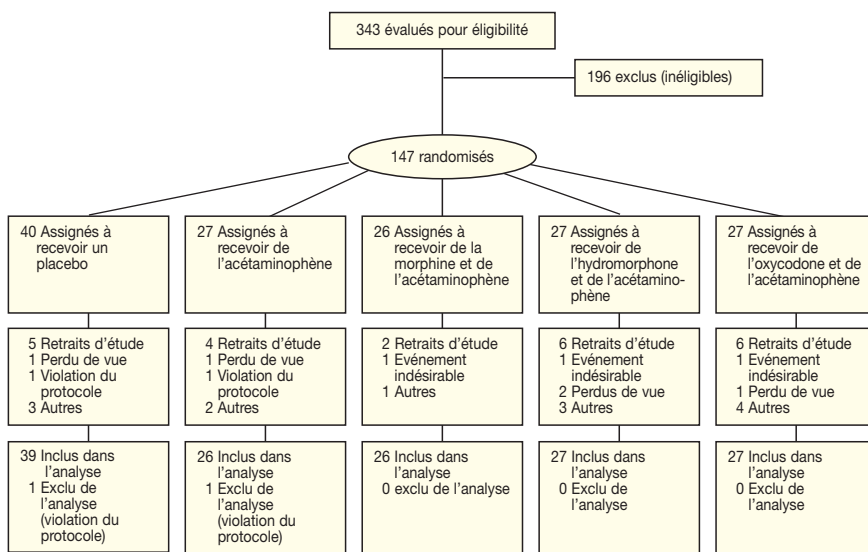 343 évalués pour éligibilité
196 exclus (inéligibles)
147 randomisés
40 Assignés à
recevoir un
placebo
27 Assignés à
recevoir de
l'acétaminophène
26 Assignés à
recevoir de la
morphine et de
l'acétaminophène
27 Assignés à
recevoir de
l'hydromorphone
et de l'acétamino-
phène
27 Assignés à
recevoir de
l'oxycodone et de
l'acétaminophène
5 Retraits d'étude
1 Perdu de vue
1 Violation du
protocole
3 Autres
4 Retraits d'étude
1 Perdu de vue
1 Violation du
protocole
2 Autres
2 Retraits d'étude
1 Evénement
indésirable
1 Autres
6 Retraits d'étude
1 Evénement
indésirable
2 Perdus de vue
3 Autres
6 Retraits d'étude
1 Evénement
indésirable
1 Perdu de vue
4 Autres
39 Inclus dans
l'analyse
1 Exclu de
l'analyse
(violation du
protocole)
26 Inclus dans
l'analyse
1 Exclu de
l'analyse
(violation du
protocole)
26 Inclus dans
l'analyse
0 exclu de l'analyse
27 Inclus dans
l'analyse
0 Exclu de
l'analyse
27 Inclus dans
l'analyse
0 Exclu de
l'analyse